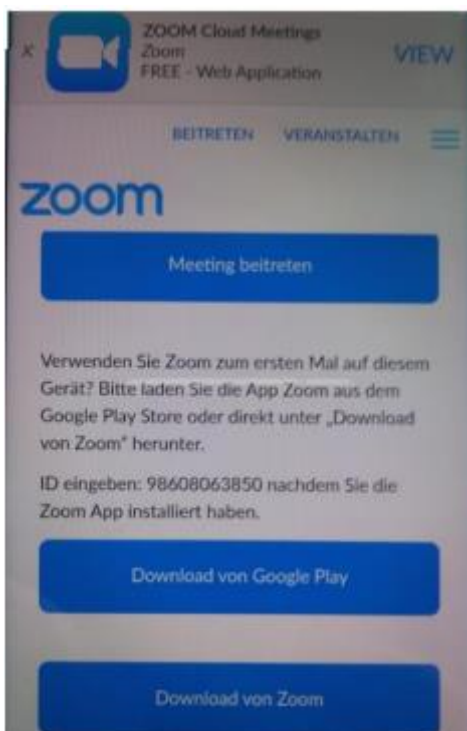 ZOOM Cloud Meetings
X
Zoom
VIEW
FREE - Web Application
BEITRETEN VERANSTALTEN
zoom
Meeting beitreten
Verwenden Sie Zoom zum ersten Mal auf diesem
Gerät? Bitte laden Sie die App Zoom aus dem
Google Play Store oder direkt unter „Download
von Zoom" herunter.
ID eingeben: 98608063850 nachdem Sie die
Zoom App installiert haben.
Download von Google Play
Download von Zoom